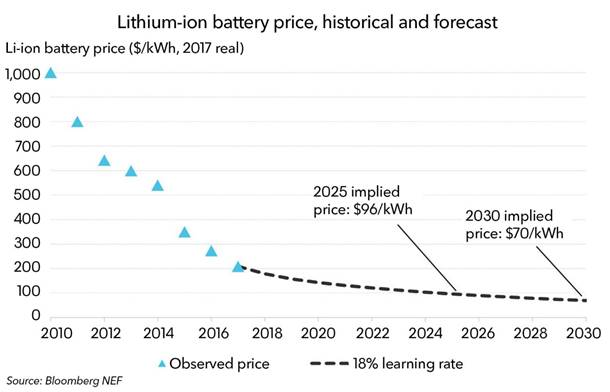 Lithium-ion battery price, historical and forecast
Li-ion battery price ($/kWh, 2017 real)
1,000
900
800
700
600
500
400
300
200
100
0
2025 implied
price: $96/kWh
2030 implied
price: $70/kWh
2010 2012 2014 2016 2018 2020 2022 2024 2026 2028 2030
Observed price 18% learning rate
Source: Bloomberg NEF